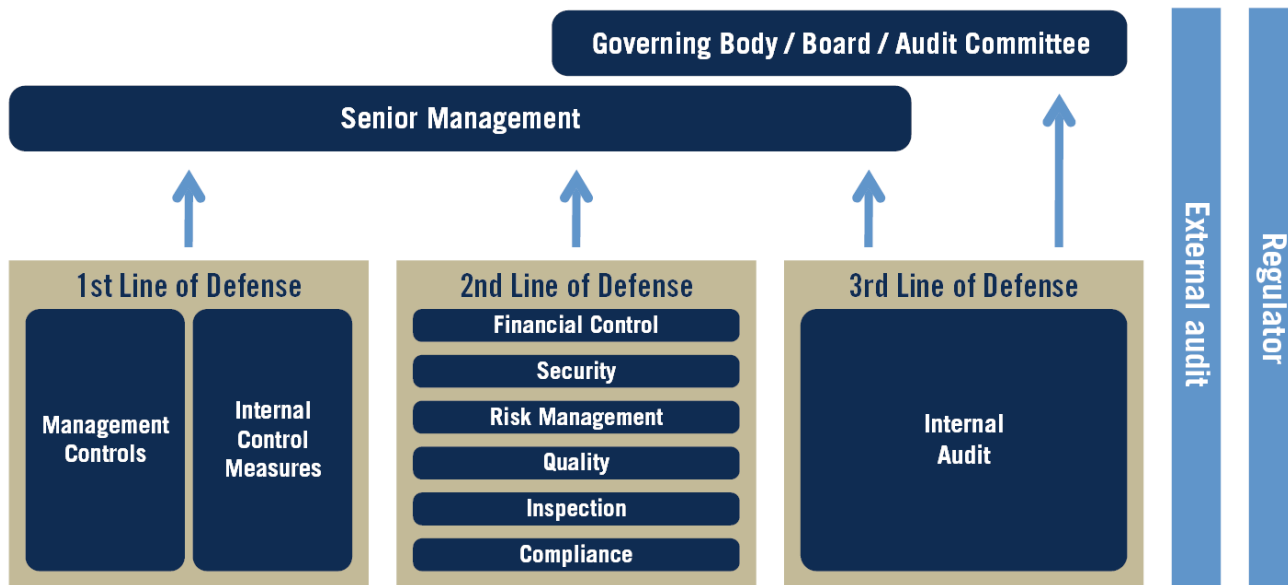 Governing Body / Board / Audit Committee
Senior Management
1st Line of Defense
Management
Controls
Internal
Control
Measures
2nd Line of Defense
Financial Control
Security
Risk Management
Quality
Inspection
Compliance
3rd Line of Defense
Internal
Audit
External audit
Regulator